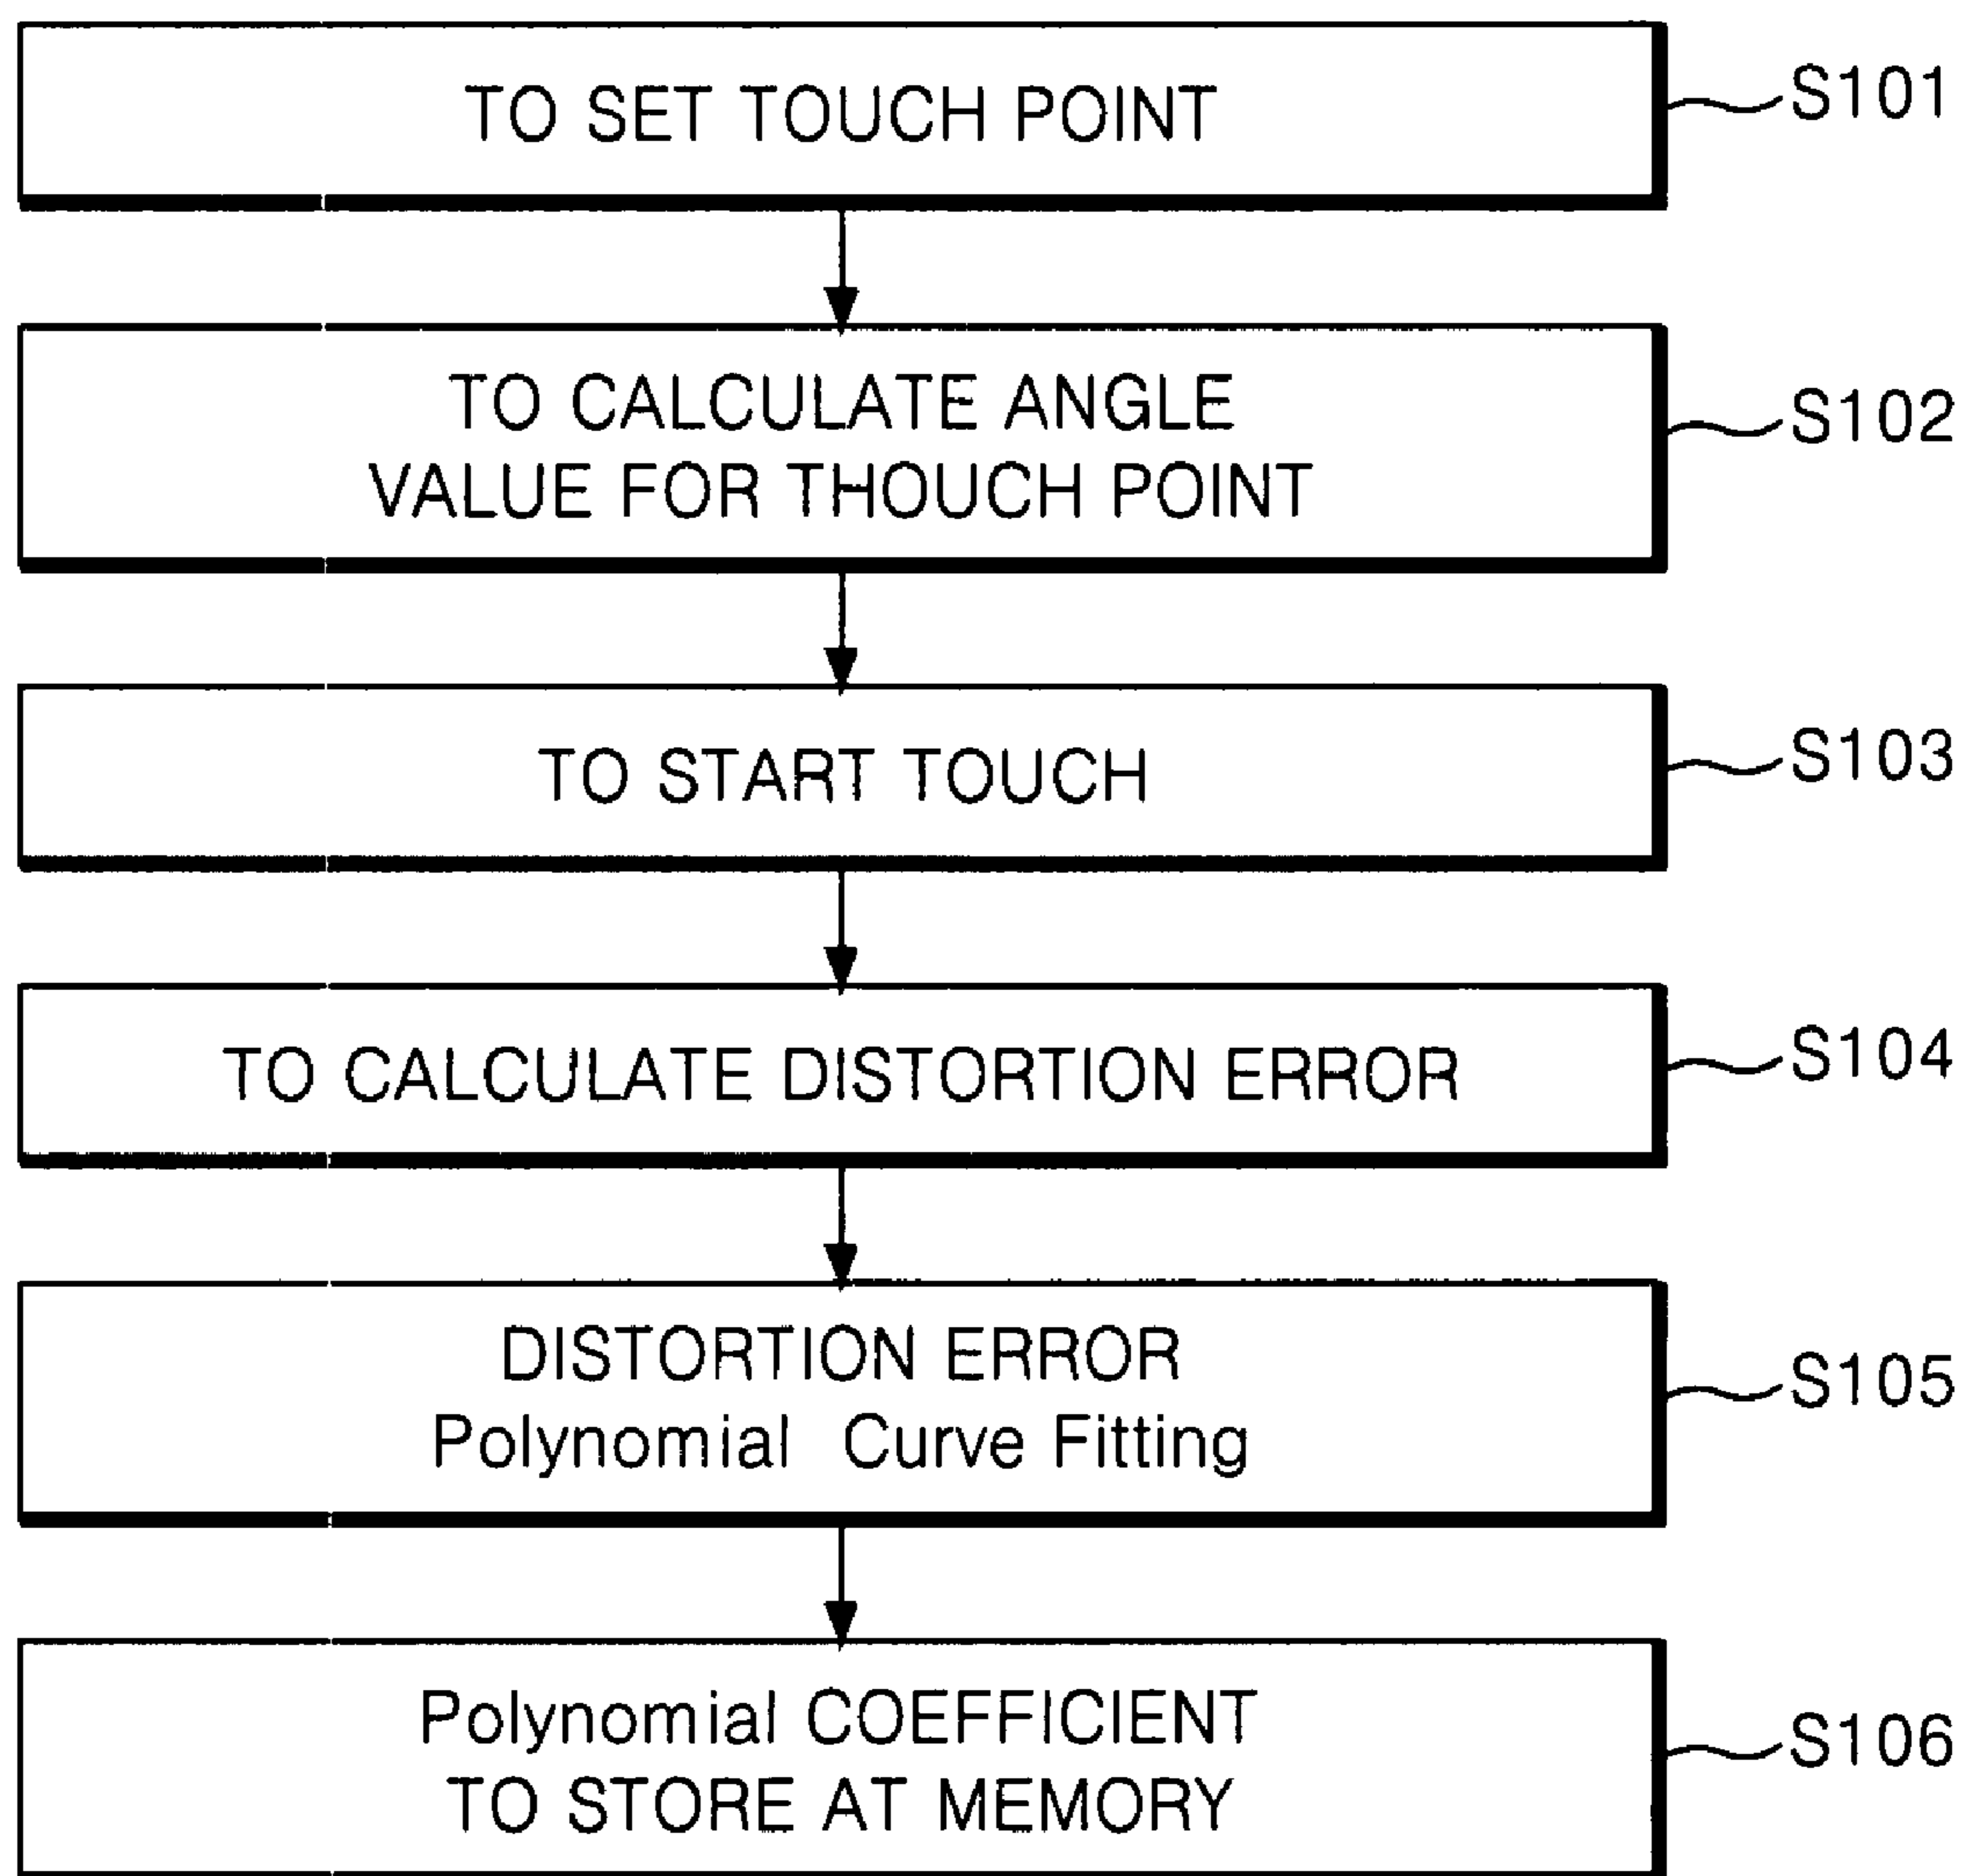 TO SET TOUCH POINT
S101
TO CALCULATE ANGLE
VALUE FOR THOUCH POINT
S102
TO START TOUCH
S103
TO CALCULATE DISTORTION ERROR
S104
DISTORTION ERROR
Polynomial Curve Fitting
S105
Polynomial COEFFICIENT
TO STORE AT MEMORY
S106